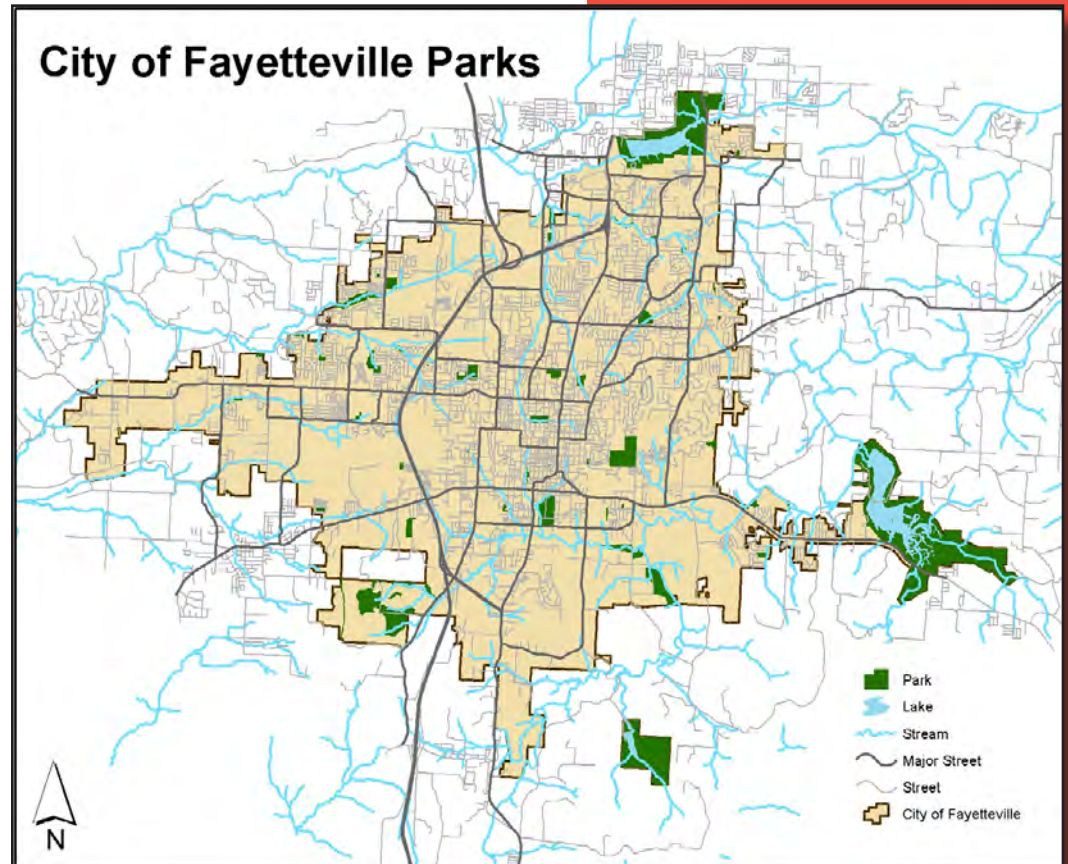 City of Fayetteville Parks
Park
Lake
Stream
Major Street
Street
City of Fayetteville
N